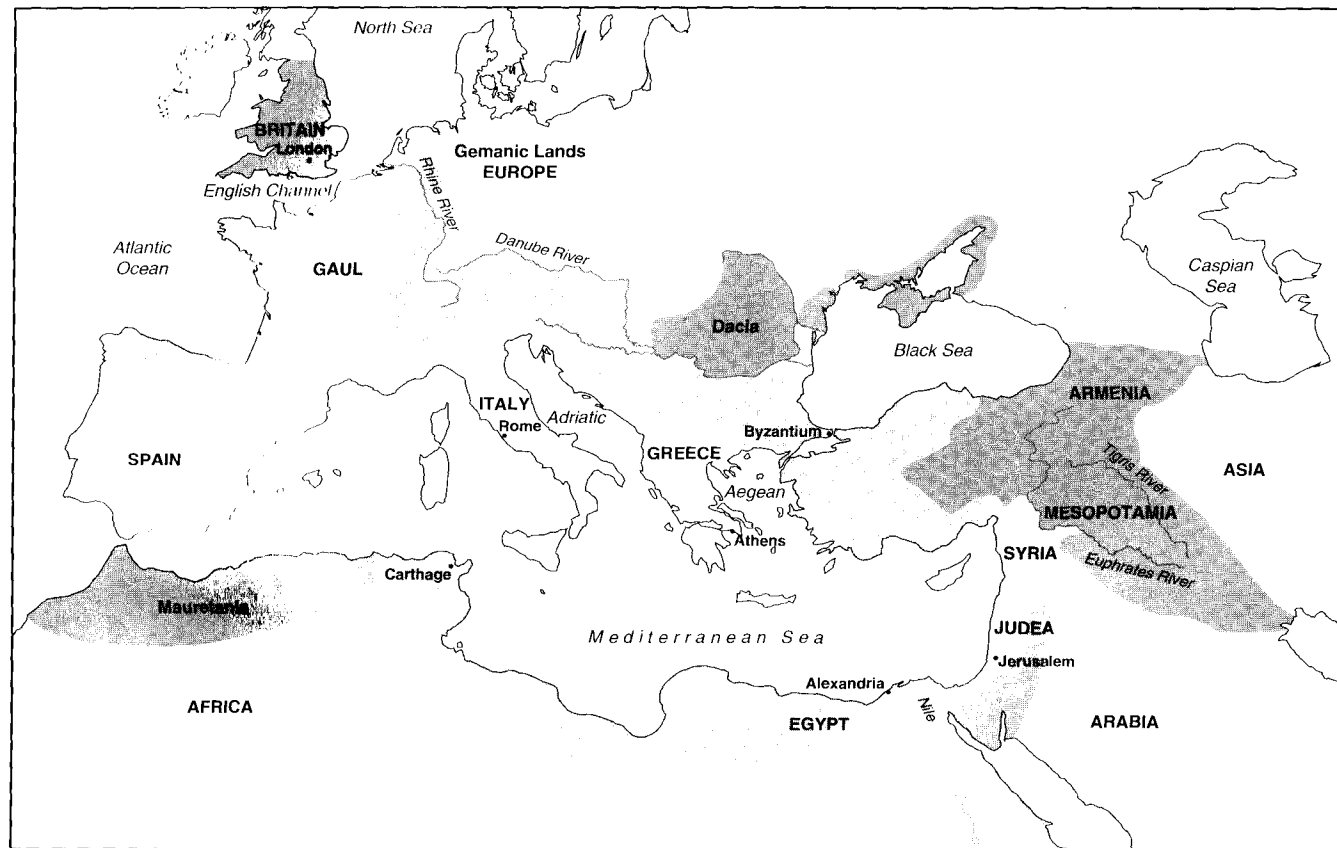 North Sea
BRITAIN
London
Gemanic Lands
EUROPE
English Channel
Rhine River
Atlantic
Ocean
Danube River
GAUL
Caspian
Sea
Dacia
Black Sea
ARMENIA
ITALY
Rome
Adriatic
Byzantium
SPAIN
GREECE
Tigris River
ASIA
Aegean
MESOPOTAMIA
Athens
SYRIA
Carthage
Euphrates River
Mauretania
Mediterranean Sea
JUDEA
Jerusalem
Alexandria
AFRICA
Nile
EGYPT
ARABIA